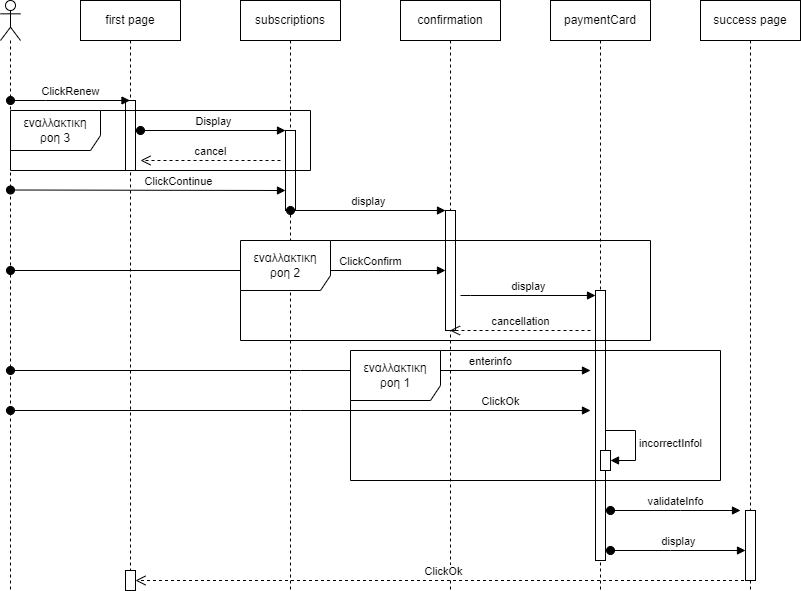 first page
subscriptions
confirmation
paymentCard
success page
ClickRenew
εναλλακτικη
ροη 3
Display
cancel
ClickContinue
display
εναλλακτικη
ροη 2
ClickConfirm
display
cancellation
εναλλακτικη
ροη 1
enterinfo
ClickOk
incorrectInfol
validateInfo
display
ClickOk